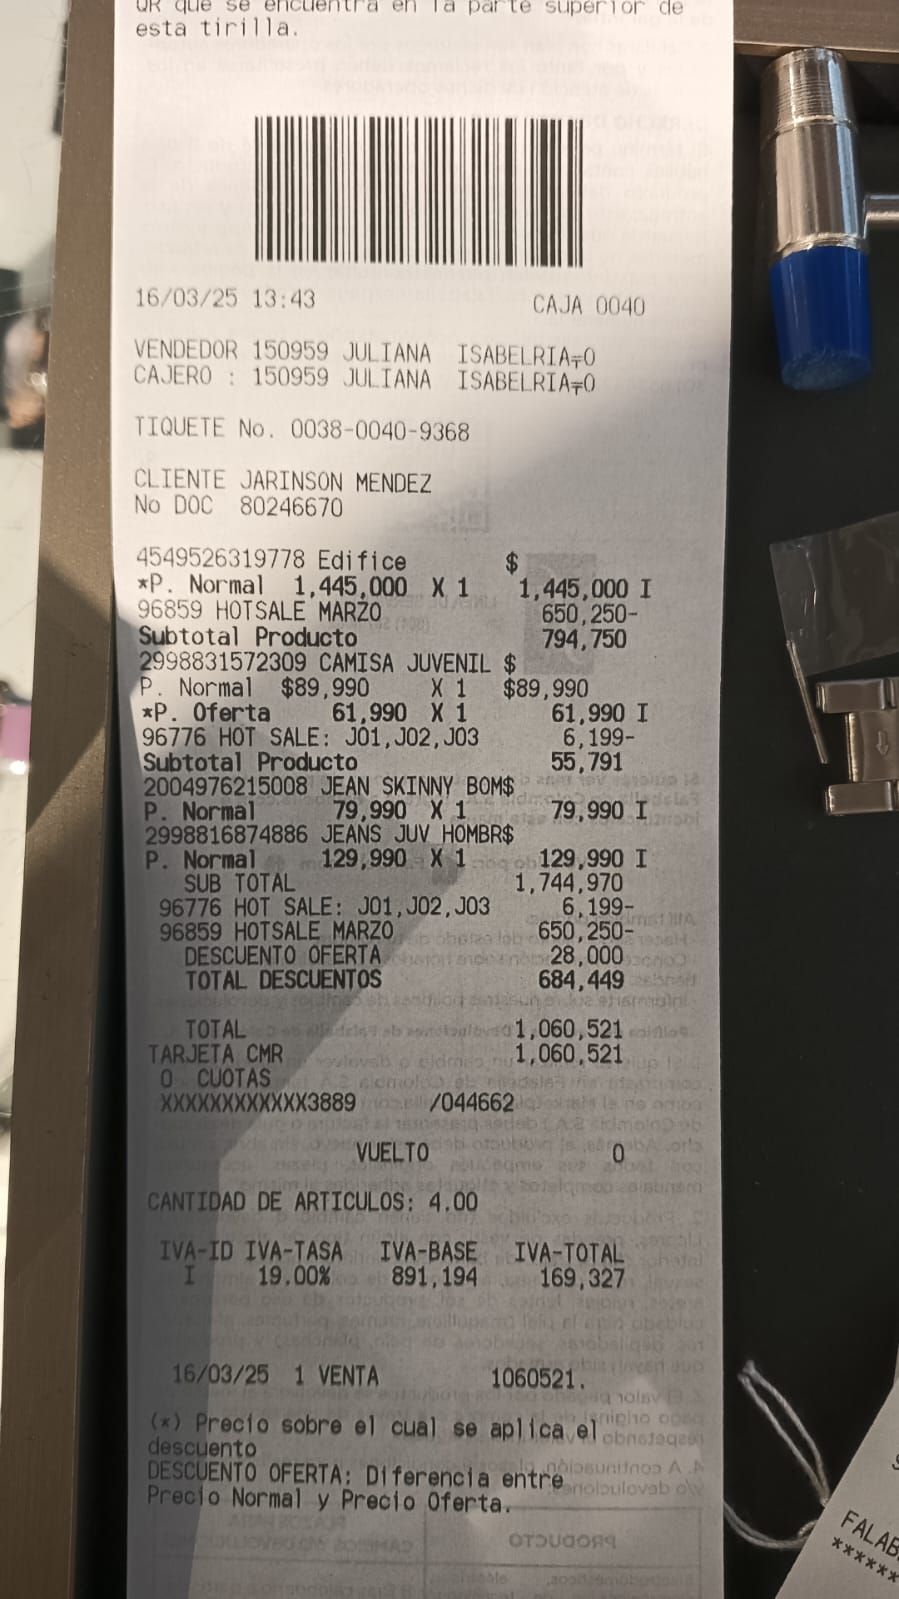 QR que se encuentra en la parte superior de
esta tirilla.
16/03/25 13:43 CAJA 0040
VENDEDOR 150959 JULIANA ISABELRIA╤O
CAJERO : 150959 JULIANA ISABELRIA╤O
TIQUETE No. 0038-0040-9368
CLIENTE JARINSON MENDEZ
No DOC 80246670
4549526319778 Edifice $
*P. Normal 1,445,000 X 1 1,445,000 I
96859 HOTSALE MARZO 650,250-
Subtotal Producto 794,750
2998831572309 CAMISA JUVENIL $
P. Normal $89,990 X 1 $89,990
*P. Oferta 61,990 X 1 61,990 I
96776 HOT SALE: J01,J02,J03 6,199-
Subtotal Producto 55,791
2004976215008 JEAN SKINNY BOM$
P. Normal 79,990 X 1 79,990 I
2998816874886 JEANS JUV HOMBR$
P. Normal 129,990 X 1 129,990 I
SUB TOTAL 1,744,970
96776 HOT SALE: J01,J02,J03 6,199-
96859 HOTSALE MARZO 650,250-
DESCUENTO OFERTA 28,000
TOTAL DESCUENTOS 684,449
TOTAL 1,060,521
TARJETA CMR 1,060,521
0 CUOTAS
XXXXXXXXXXXX3889 /044662
VUELTO 0
CANTIDAD DE ARTICULOS: 4.00
IVA-ID IVA-TASA IVA-BASE IVA-TOTAL
I 19.00% 891,194 169,327
16/03/25 1 VENTA 1060521.
(*) Precio sobre el cual se aplica el
descuento
DESCUENTO OFERTA: Diferencia entre
Precio Normal y Precio Oferta.
FALAB
******